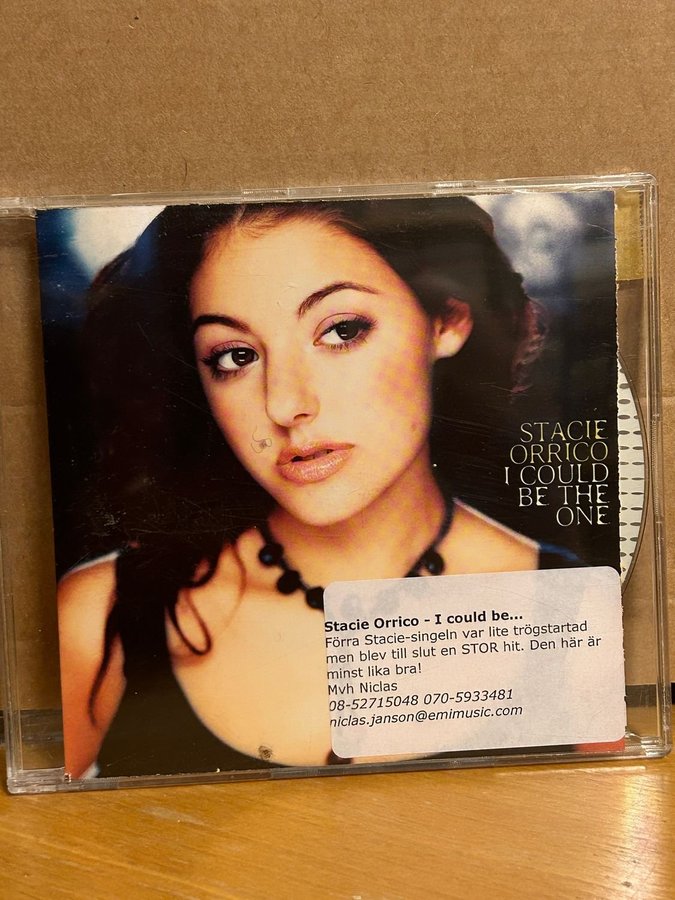 STACIE
ORRICO
I COULD
BE THE
ONE
Stacie Orrico - I could be...
Förra Stacie-singeln var lite trögstartad
men blev till slut en STOR hit. Den här är
minst lika bra!
Mvh Niclas
08-52715048 070-5933481
niclas.janson@emimusic.com